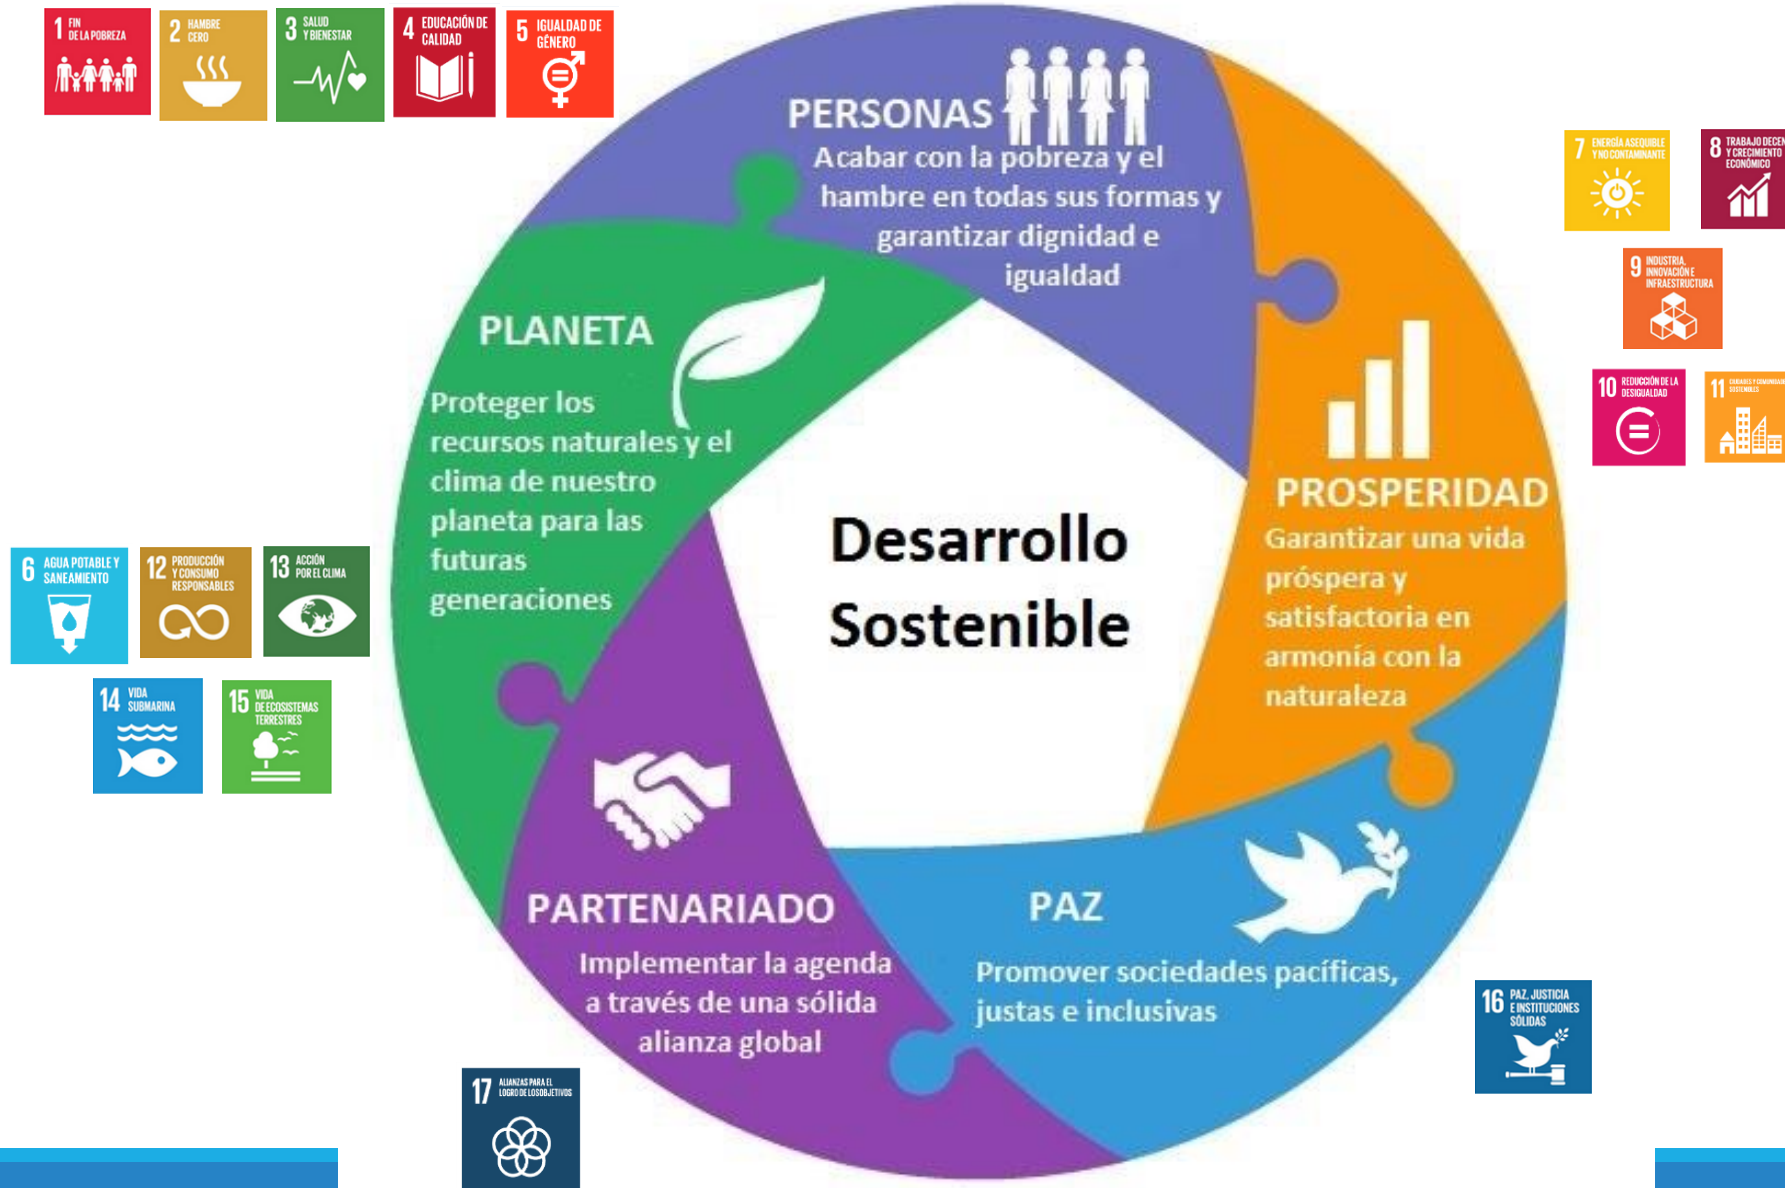 1 FIN
DE LA POBREZA
2 HAMBRE
CERO
3 SALUD
Y BIENESTAR
4 EDUCACIÓN DE
CALIDAD
5 IGUALDAD DE
GÉNERO
PERSONAS
Acabar con la pobreza y el
hambre en todas sus formas y
garantizar dignidad e
igualdad
7 ENERGÍA ASEQUIBLE
Y NO CONTAMINANTE
8 TRABAJO DECEN
Y CRECIMIENTO
ECONÓMICO
9 INDUSTRIA,
INNOVACIÓN E
INFRAESTRUCTURA
10 REDUCCIÓN DE LA
DESIGUALDAD
11 CIUDADES Y COMUNIDAD
SOSTENIBLES
PLANETA
Proteger los
recursos naturales y el
clima de nuestro
planeta para las
futuras
generaciones
Desarrollo
Sostenible
PROSPERIDAD
Garantizar una vida
próspera y
satisfactoria en
armonía con la
naturaleza
6 AGUA POTABLE Y
SANEAMIENTO
12 PRODUCCIÓN
Y CONSUMO
RESPONSABLES
13 ACCIÓN
POR EL CLIMA
14 VIDA
SUBMARINA
15 VIDA
DE ECOSISTEMAS
TERRESTRES
PARTENARIADO
Implementar la agenda
a través de una sólida
alianza global
PAZ
Promover sociedades pacíficas,
justas e inclusivas
16 PAZ, JUSTICIA
E INSTITUCIONES
SÓLIDAS
17 ALIANZAS PARA EL
LOGRO DE LOS OBJETIVOS